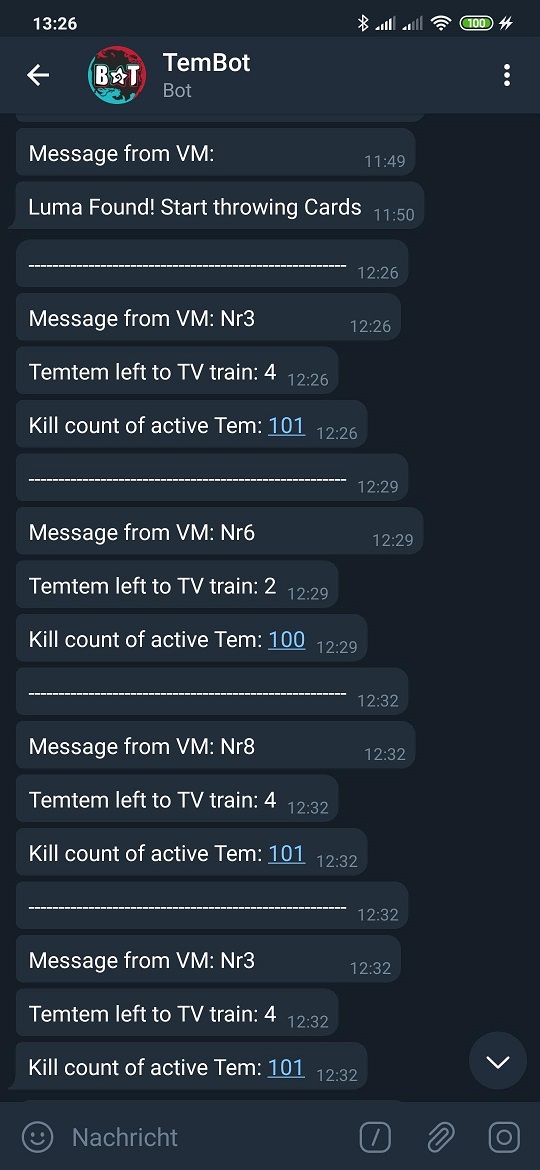 13:26
100
BOT
TemBot
Bot
Message from VM: 11:49
Luma Found! Start throwing Cards 11:50
----------------------------------------------------- 12:26
Message from VM: Nr3 12:26
Temtem left to TV train: 4 12:26
Kill count of active Tem: 101 12:26
----------------------------------------------------- 12:29
Message from VM: Nr6 12:29
Temtem left to TV train: 2 12:29
Kill count of active Tem: 100 12:29
----------------------------------------------------- 12:32
Message from VM: Nr8 12:32
Temtem left to TV train: 4 12:32
Kill count of active Tem: 101 12:32
----------------------------------------------------- 12:32
Message from VM: Nr3 12:32
Temtem left to TV train: 4 12:32
Kill count of active Tem: 101 12:32
Nachricht